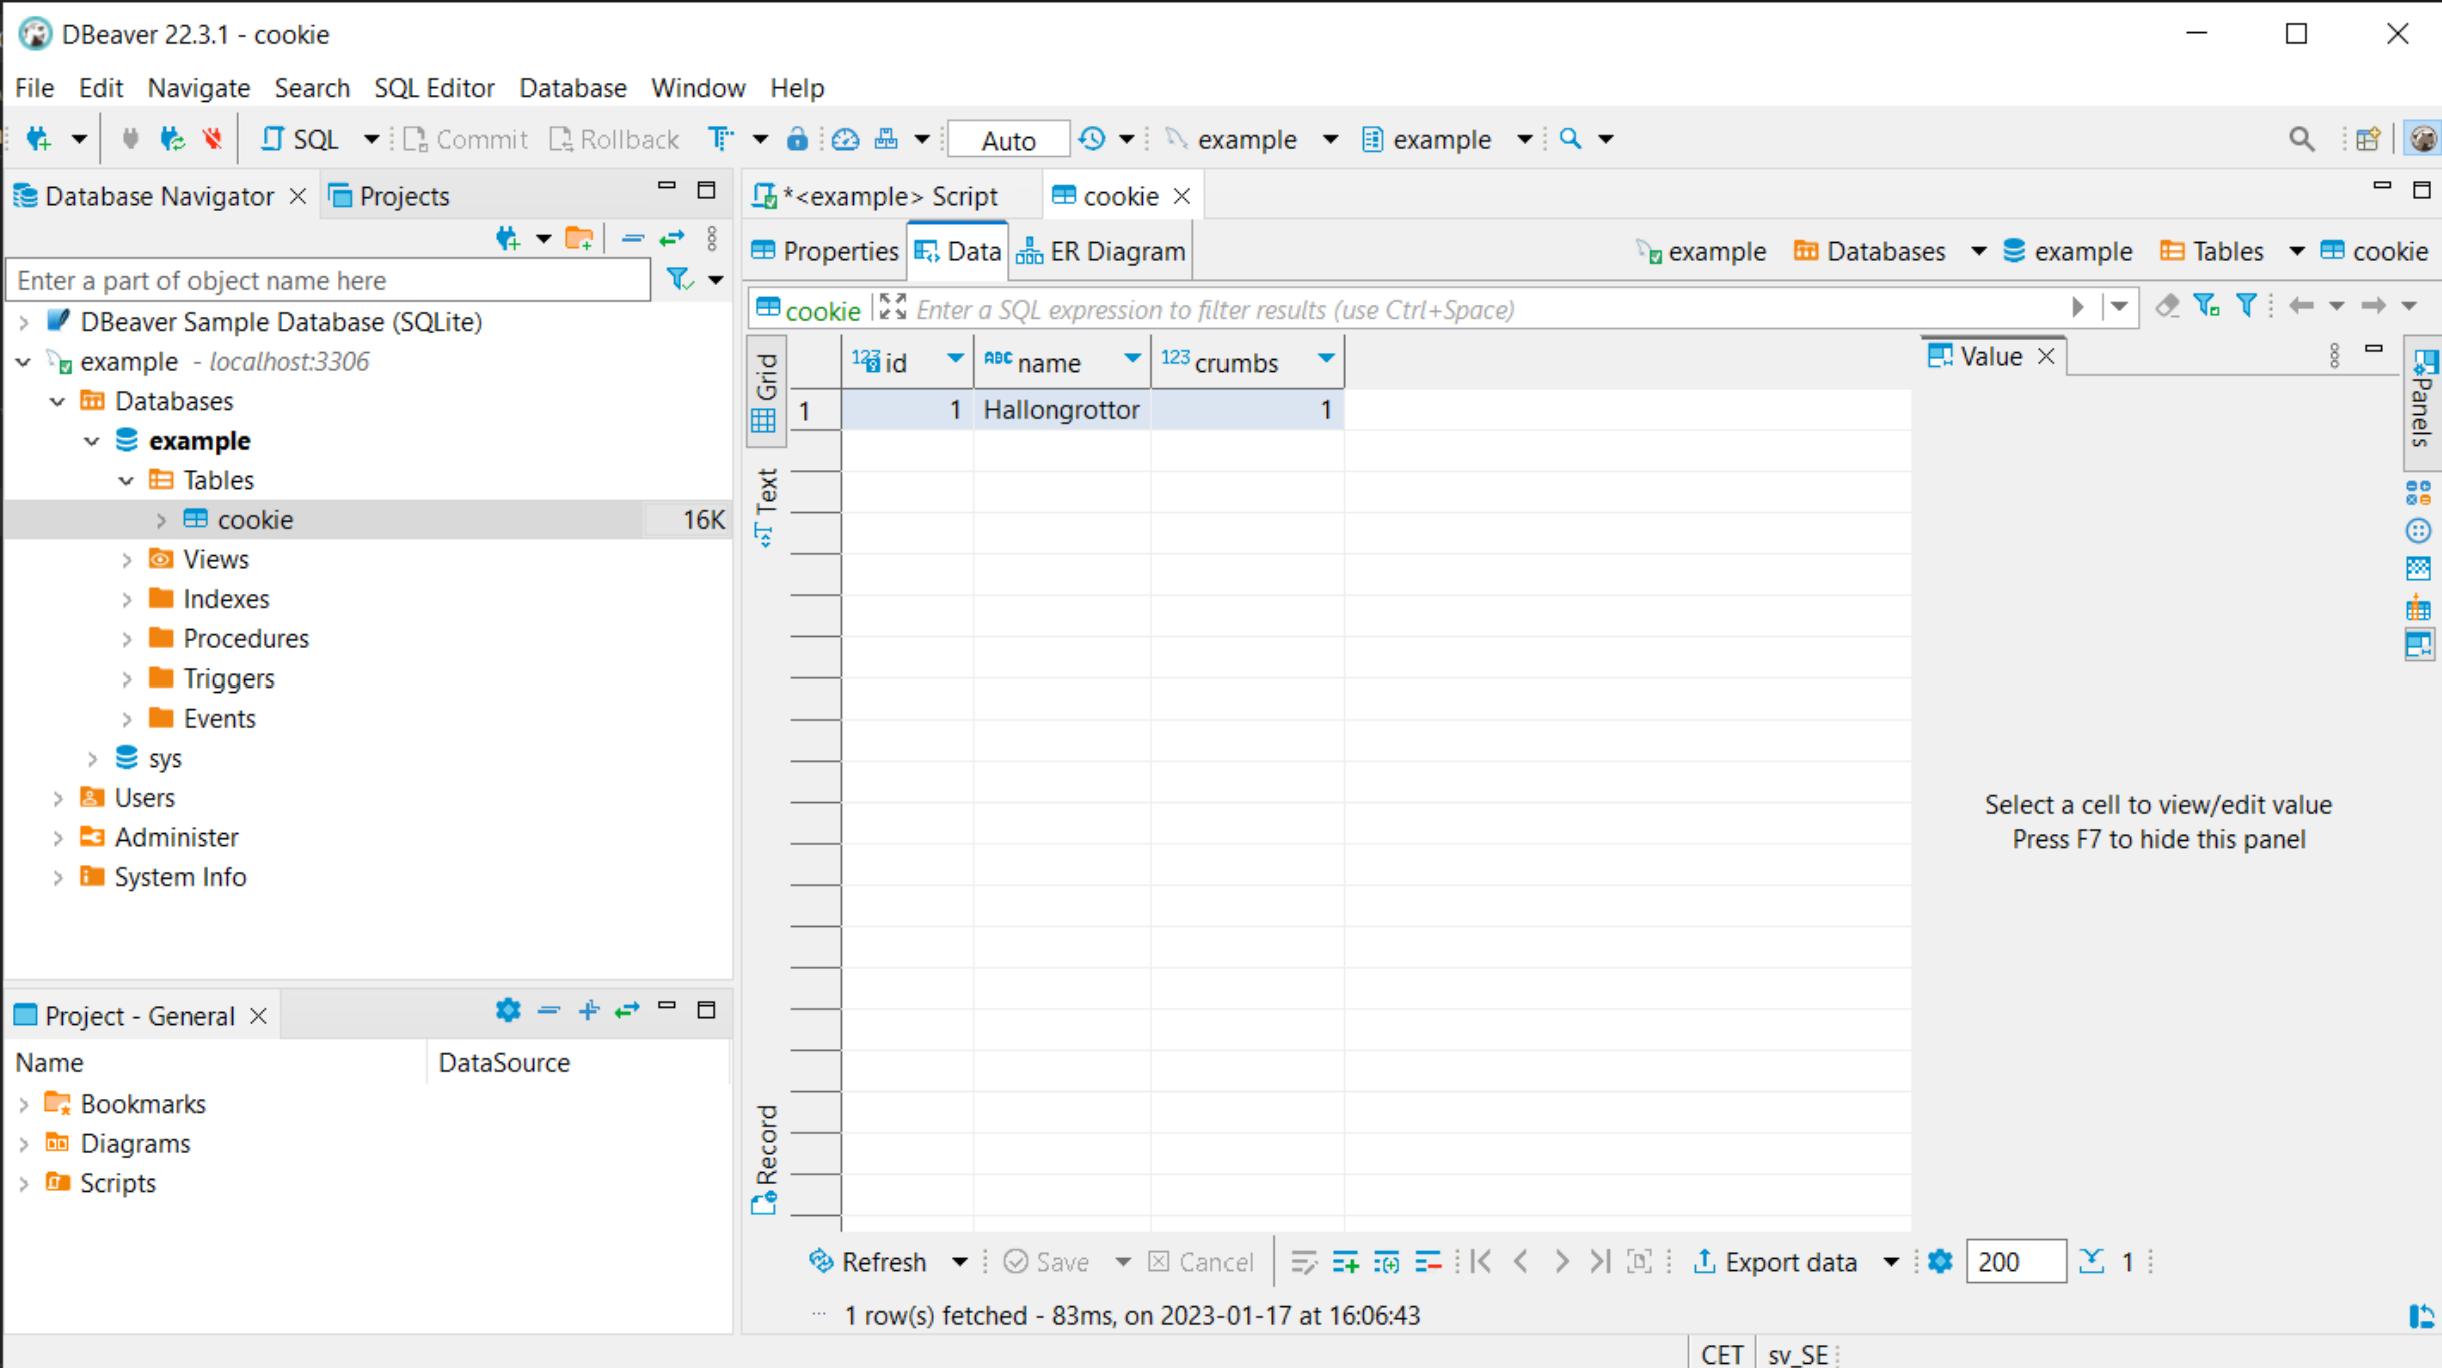 DBeaver 22.3.1 - cookie
File Edit Navigate Search SQL Editor Database Window Help
SQL Commit Rollback Auto example example
Database Navigator Projects
Enter a part of object name here
DBeaver Sample Database (SQLite)
example - localhost:3306
Databases
example
Tables
cookie 16K
Views
Indexes
Procedures
Triggers
Events
sys
Users
Administer
System Info
Project - General
Name DataSource
Bookmarks
Diagrams
Scripts
*<example> Script cookie
Properties Data ER Diagram example Databases example Tables cookie
cookie Enter a SQL expression to filter results (use Ctrl+Space)
Grid
Text
Record
123 id ABC name 123 crumbs
1 1 Hallongrottor 1
Value
Panels
Select a cell to view/edit value
Press F7 to hide this panel
Refresh Save Cancel Export data 200 1
1 row(s) fetched - 83ms, on 2023-01-17 at 16:06:43
CET sv_SE